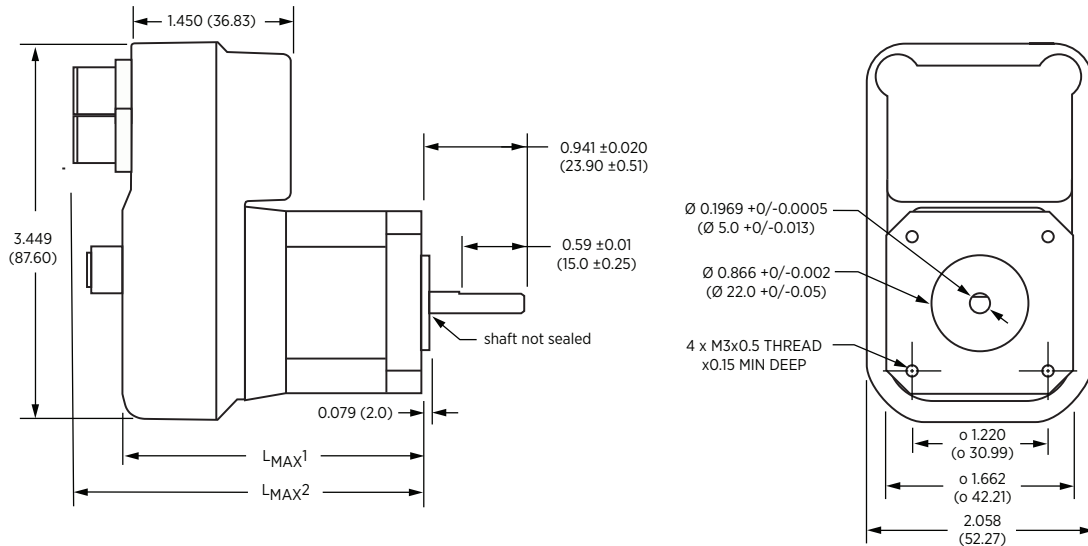 1.450 (36.83)
0.941 ±0.020
(23.90 ±0.51)
3.449
(87.60)
0.59 ±0.01
(15.0 ±0.25)
shaft not sealed
0.079 (2.0)
LMAX1
LMAX2
Ø 0.1969 +0/-0.0005
(Ø 5.0 +0/-0.013)
Ø 0.866 +0/-0.002
(Ø 22.0 +0/-0.05)
4 x M3x0.5 THREAD
x0.15 MIN DEEP
o 1.220
(o 30.99)
o 1.662
(o 42.21)
2.058
(52.27)